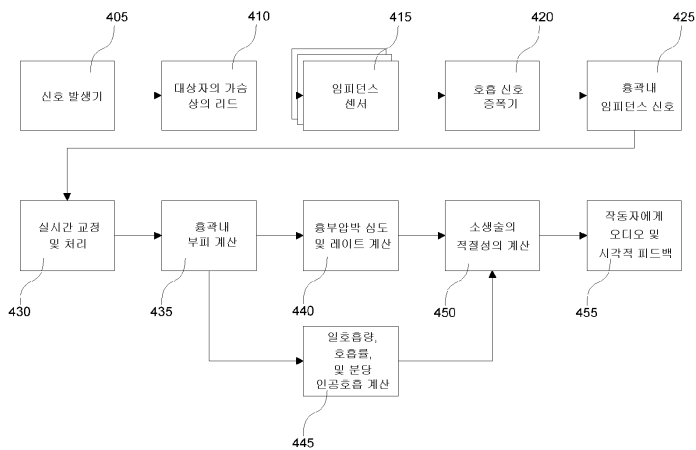 405
410
415
420
425
신호 발생기
대상자의 가슴
상의 리드
임피던스
센서
호흡 신호
증폭기
흉곽내
임피던스 신호
실시간 교정
및 처리
흉곽내
부피 계산
흉부압박 심도
및 레이트 계산
소생술의
적절성의 계산
작동자에게
오디오 및
시각적 피드백
430
435
440
450
455
일호흡량,
호흡률,
및 분당
인공호흡 계산
445